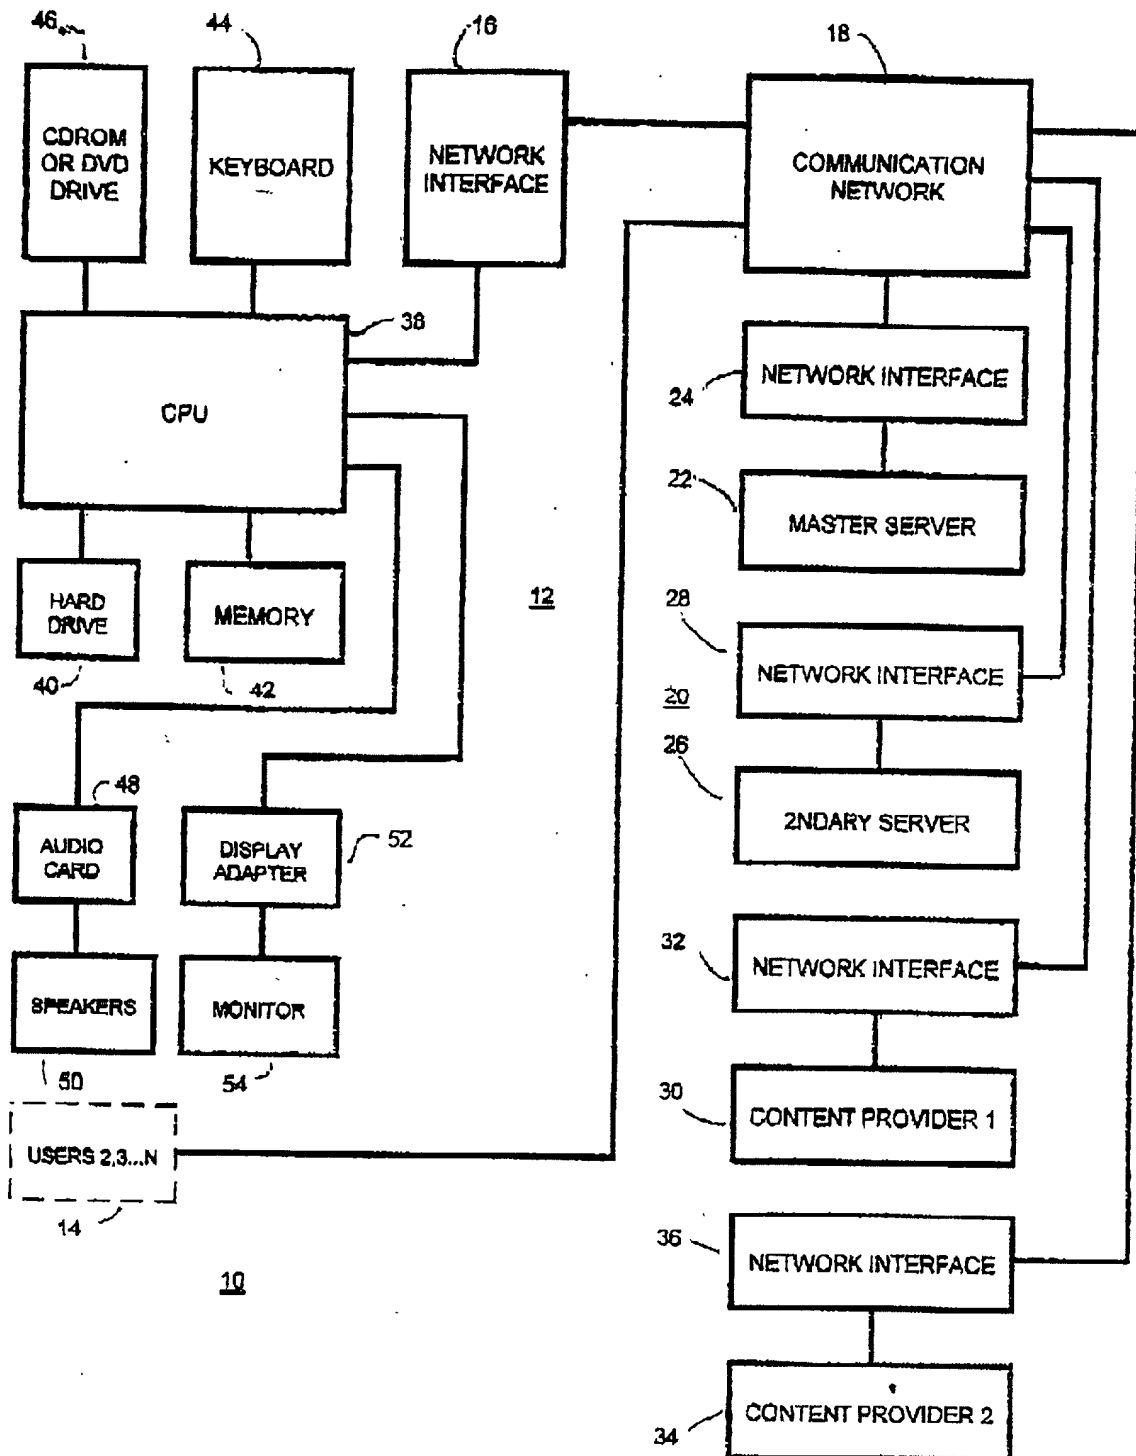 46
44
16
18
CDROM
OR DVD
DRIVE
KEYBOARD
NETWORK
INTERFACE
COMMUNICATION
NETWORK
38
CPU
24
NETWORK INTERFACE
22
MASTER SERVER
HARD
DRIVE
MEMORY
12
40
42
28
NETWORK INTERFACE
20
26
2NDARY SERVER
48
AUDIO
CARD
DISPLAY
ADAPTER
52
32
NETWORK INTERFACE
SPEAKERS
MONITOR
50
54
30
CONTENT PROVIDER 1
USERS 2,3...N
14
36
NETWORK INTERFACE
10
34
CONTENT PROVIDER 2